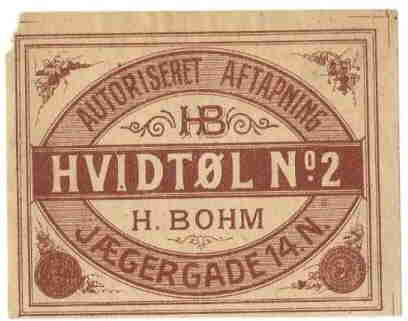 AUTORISERET AFTAPNING
HB
HVIDTØL No. 2
H. BOHM
JÆGERGADE 14. N.